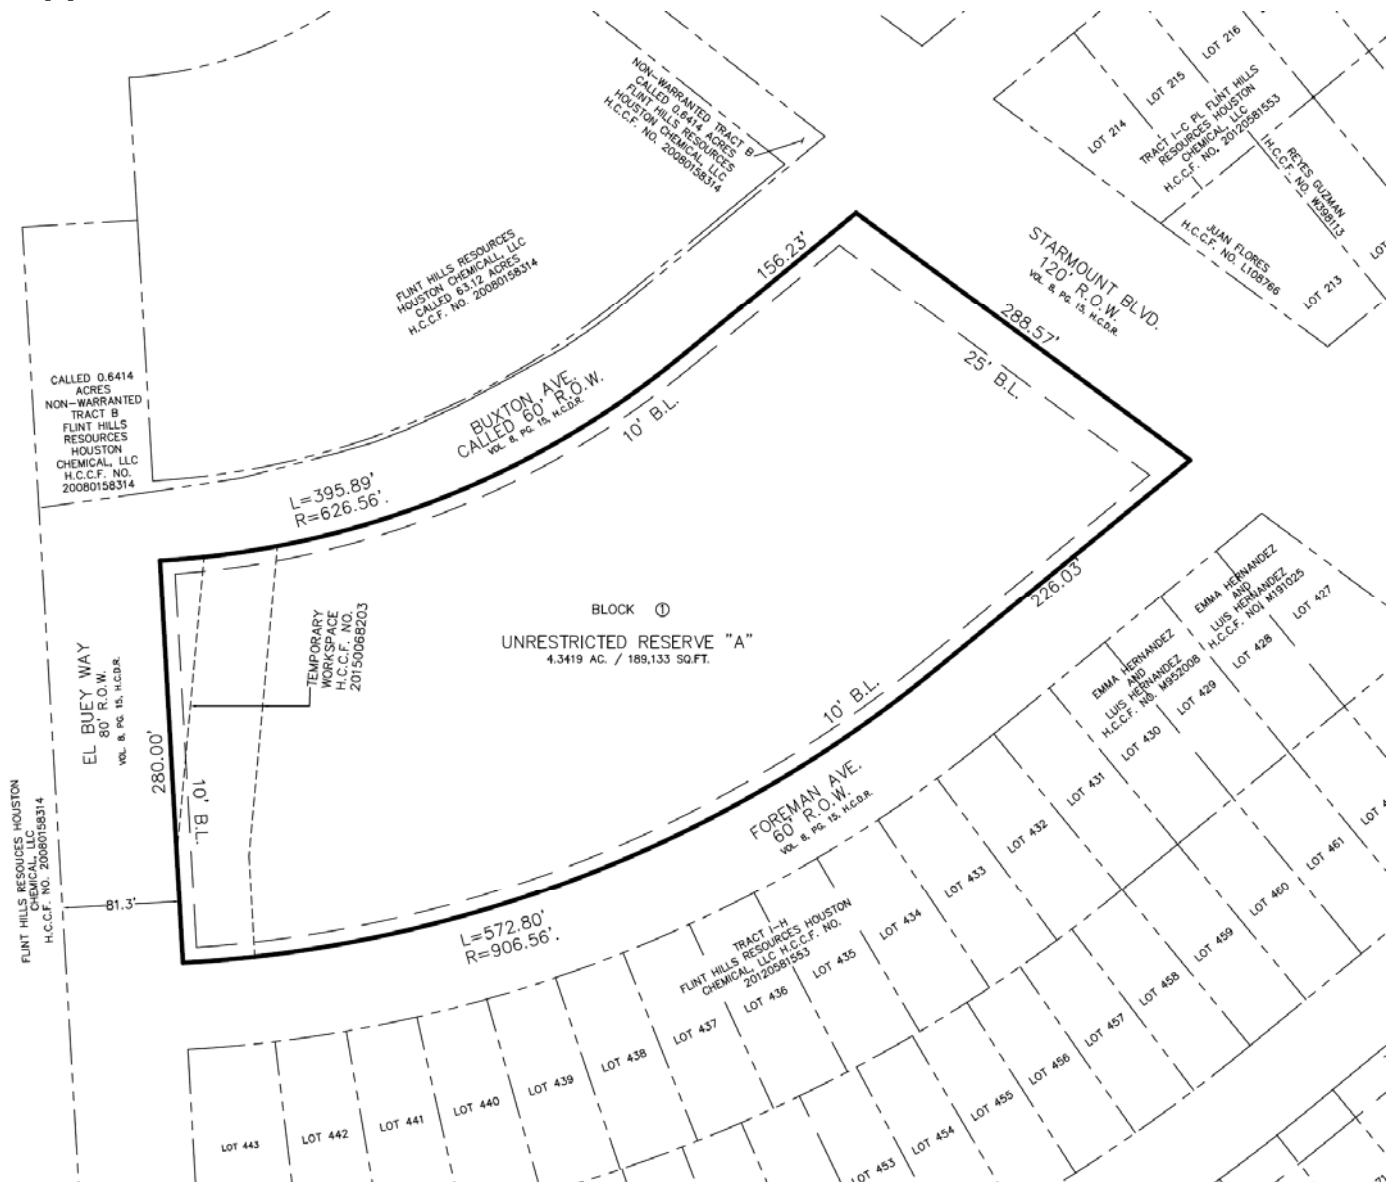 NON-WARRANTED TRACT B
CALLED 0.6414 ACRES
FLINT HILLS RESOURCES
HOUSTON CHEMICAL, LLC
H.C.C.F. NO. 20080158314
LOT 216
LOT 215
LOT 214
TRACT I-C PL FLINT HILLS
RESOURCES HOUSTON
CHEMICAL, LLC
H.C.C.F. NO. 20120581553
REYES GUZMAN
H.C.C.F. NO. W398113
JUAN FLORES
H.C.C.F. NO. L108766
LOT 213
LOT
FLINT HILLS RESOURCES
HOUSTON CHEMICALL, LLC
CALLED 63.12 ACRES
H.C.C.F. NO. 20080158314
156.23'
STARMOUNT BLVD.
120' R.O.W.
VOL. 8, PG. 15, H.C.D.R.
288.57'
25' B.L.
CALLED 0.6414
ACRES
NON-WARRANTED
TRACT B
FLINT HILLS
RESOURCES
HOUSTON
CHEMICAL, LLC
H.C.C.F. NO.
20080158314
BUXTON AVE.
CALLED 60' R.O.W.
VOL. 8, PG. 15, H.C.D.R.
10' B.L.
L=395.89'
R=626.56'.
BLOCK 1
UNRESTRICTED RESERVE "A"
4.3419 AC. / 189,133 SQ.FT.
TEMPORARY
WORKSPACE
H.C.C.F. NO.
20150068203
226.03'
EMMA HERNANDEZ
AND
LUIS HERNANDEZ
H.C.C.F. NO. M191025
LOT 427
LOT 428
EMMA HERNANDEZ
AND
LUIS HERNANDEZ
H.C.C.F. NO. M952008
LOT 429
LOT 430
LOT 431
LOT 432
LOT 433
LOT 434
EL BUEY WAY
80' R.O.W.
VOL. 8, PG. 15, H.C.D.R.
280.00'
10' B.L.
10' B.L.
FOREMAN AVE.
60' R.O.W.
VOL. 8, PG. 15, H.C.D.R.
FLINT HILLS RESOUCES HOUSTON
CHEMICAL, LLC
H.C.C.F. NO. 20080158314
81.3'
L=572.80'
R=906.56'.
TRACT I-H
FLINT HILLS RESOURCES HOUSTON
CHEMICAL, LLC H.C.C.F. NO.
20120581553
LOT 435
LOT 436
LOT 437
LOT 438
LOT 439
LOT 440
LOT 441
LOT 442
LOT 443
LOT 461
LOT 460
LOT 459
LOT 458
LOT 457
LOT 456
LOT 455
LOT 454
LOT 453